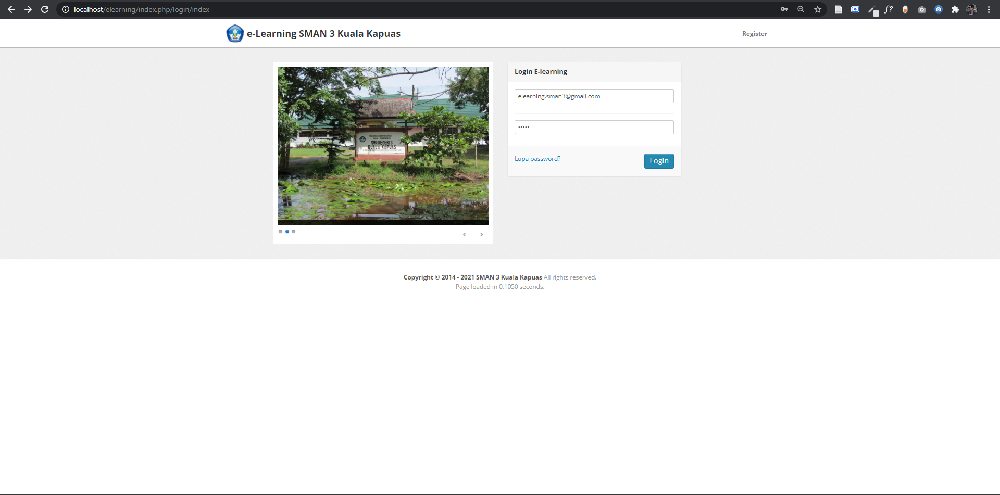 localhost/elearning/index.php/login/index
e-Learning SMAN 3 Kuala Kapuas
Register
SMA NEGERI 3
KUALA KAPUAS
Login E-learning
elearning.sman3@gmail.com
•••••
Lupa password?
Login
Copyright © 2014 - 2021 SMAN 3 Kuala Kapuas All rights reserved.
Page loaded in 0.1050 seconds.